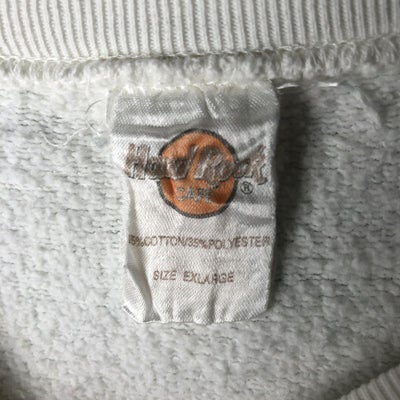 Hard Rock
CAFE ®
65%COTTON/35%POLYESTER
SIZE EXLARGE